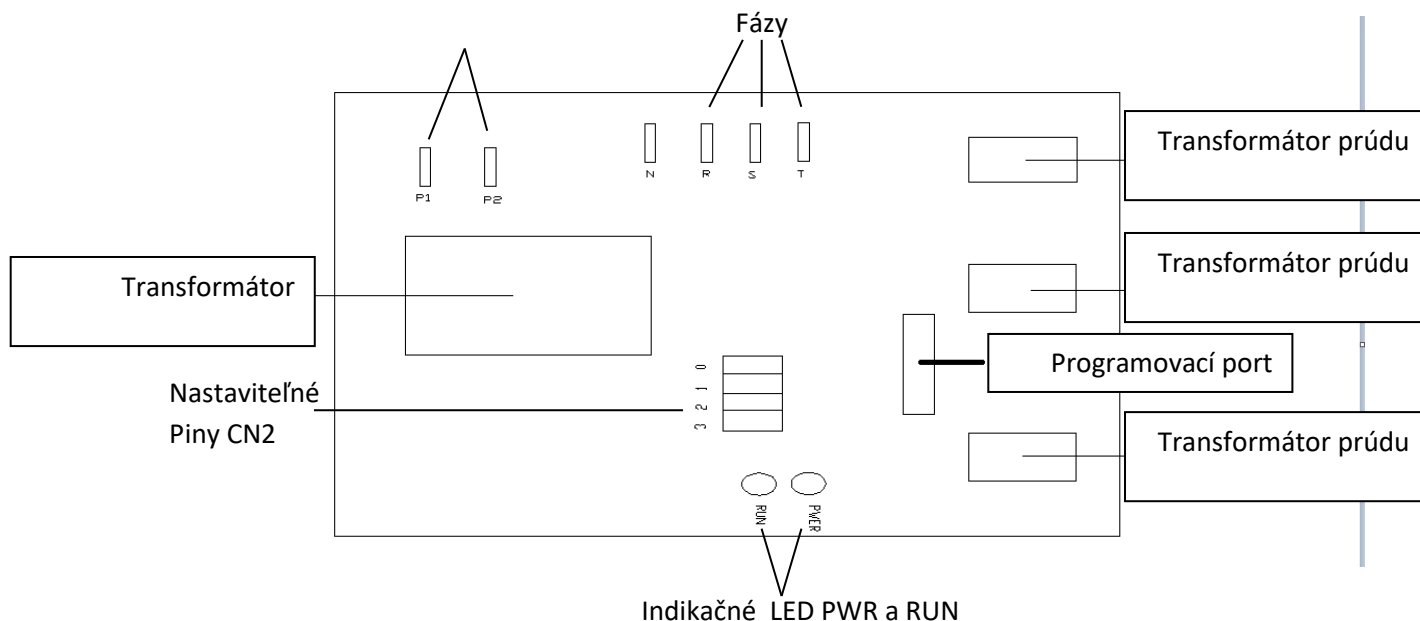 Fázy
Transformátor prúdu
N R S T
P1 P2
Transformátor
Transformátor prúdu
Programovací port
0
1
2
3
Nastaviteľné
Piny CN2
Transformátor prúdu
RUN PWER
Indikačné LED PWR a RUN